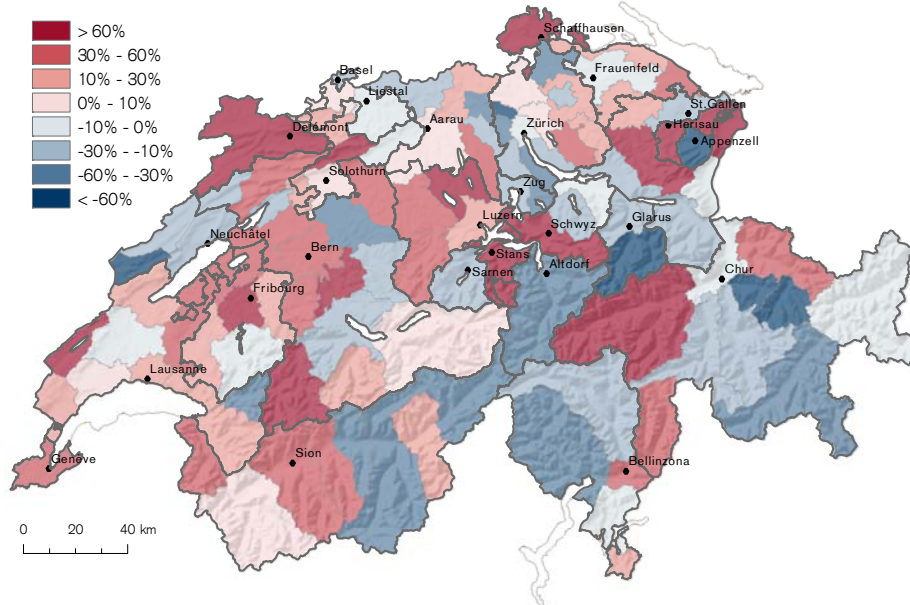 > 60%
30% - 60%
10% - 30%
0% - 10%
-10% - 0%
-30% - -10%
-60% - -30%
< -60%
Schaffhausen
Basel
Frauenfeld
Liestal
St.Gallen
Delémont
Aarau
Zürich
Herisau
Appenzell
Solothurn
Zug
Luzern
Glarus
Neuchâtel
Schwyz
Bern
Stans
Altdorf
Sarnen
Chur
Fribourg
Lausanne
Sion
Genève
Bellinzona
0 20 40 km